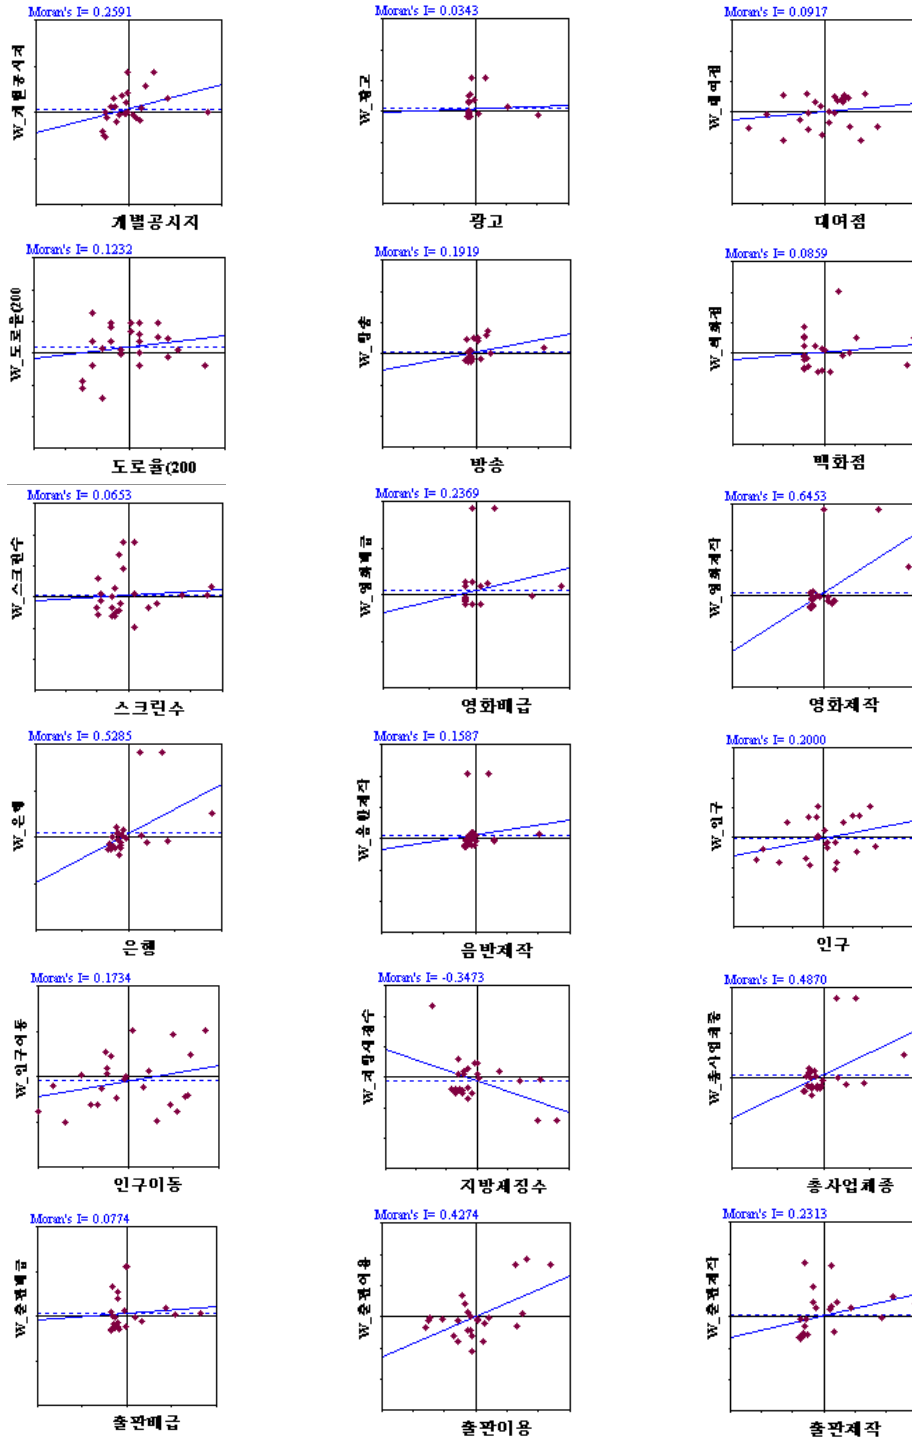 Moran's I= 0.2591
W_개별공시지
개별공시지
Moran's I= 0.0343
W_광고
광고
Moran's I= 0.0917
W_대여점
대여점
Moran's I= 0.1232
W_도로율(200
도로율(200
Moran's I= 0.1919
W_방송
방송
Moran's I= 0.0859
W_백화점
백화점
Moran's I= 0.0653
W_스크린수
스크린수
Moran's I= 0.2369
W_영화배급
영화배급
Moran's I= 0.6453
W_영화제작
영화제작
Moran's I= 0.5285
W_은행
은행
Moran's I= 0.1587
W_음반제작
음반제작
Moran's I= 0.2000
W_인구
인구
Moran's I= 0.1734
W_인구이동
인구이동
Moran's I= -0.3473
W_지방재정수
지방재정수
Moran's I= 0.4870
W_총사업체종
총사업체종
Moran's I= 0.0774
W_출판배급
출판배급
Moran's I= 0.4274
W_출판이용
출판이용
Moran's I= 0.2313
W_출판제작
출판제작